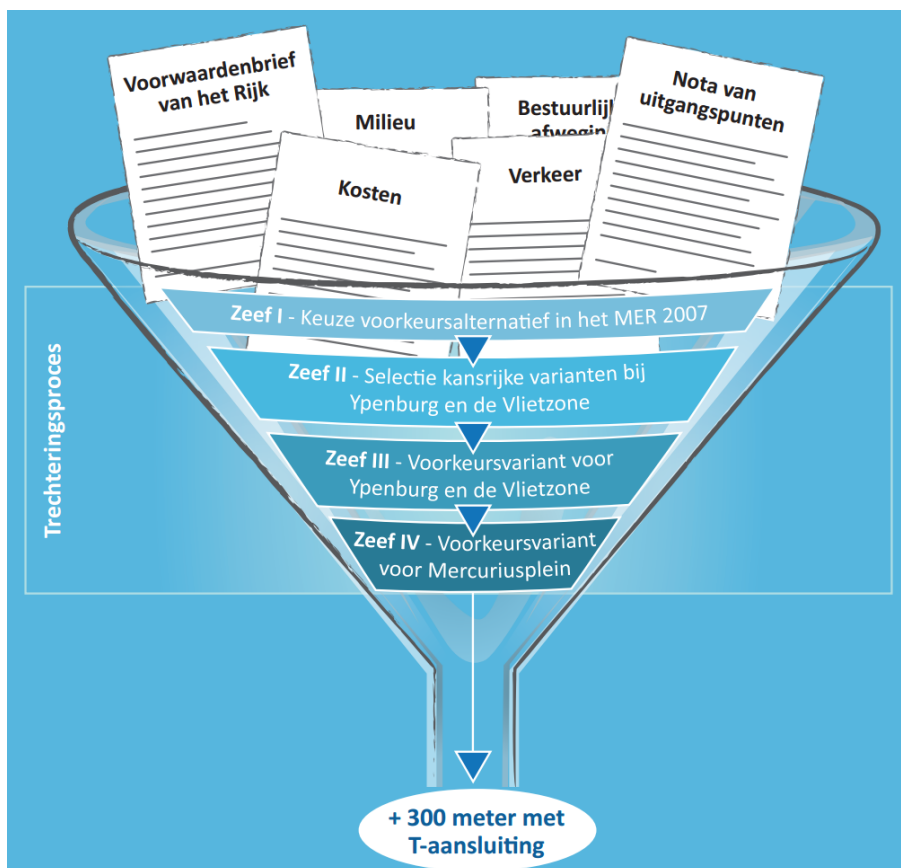 Voorwaardenbrief
van het Rijk
Milieu
Bestuurlijk
afwegin
Nota van
uitgangspunten
Kosten
Verkeer
Trechteringsproces
Zeef I - Keuze voorkeursalternatief in het MER 2007
Zeef II - Selectie kansrijke varianten bij
Ypenburg en de Vlietzone
Zeef III - Voorkeursvariant voor
Ypenburg en de Vlietzone
Zeef IV - Voorkeursvariant
voor Mercuriusplein
+ 300 meter met
T-aansluiting